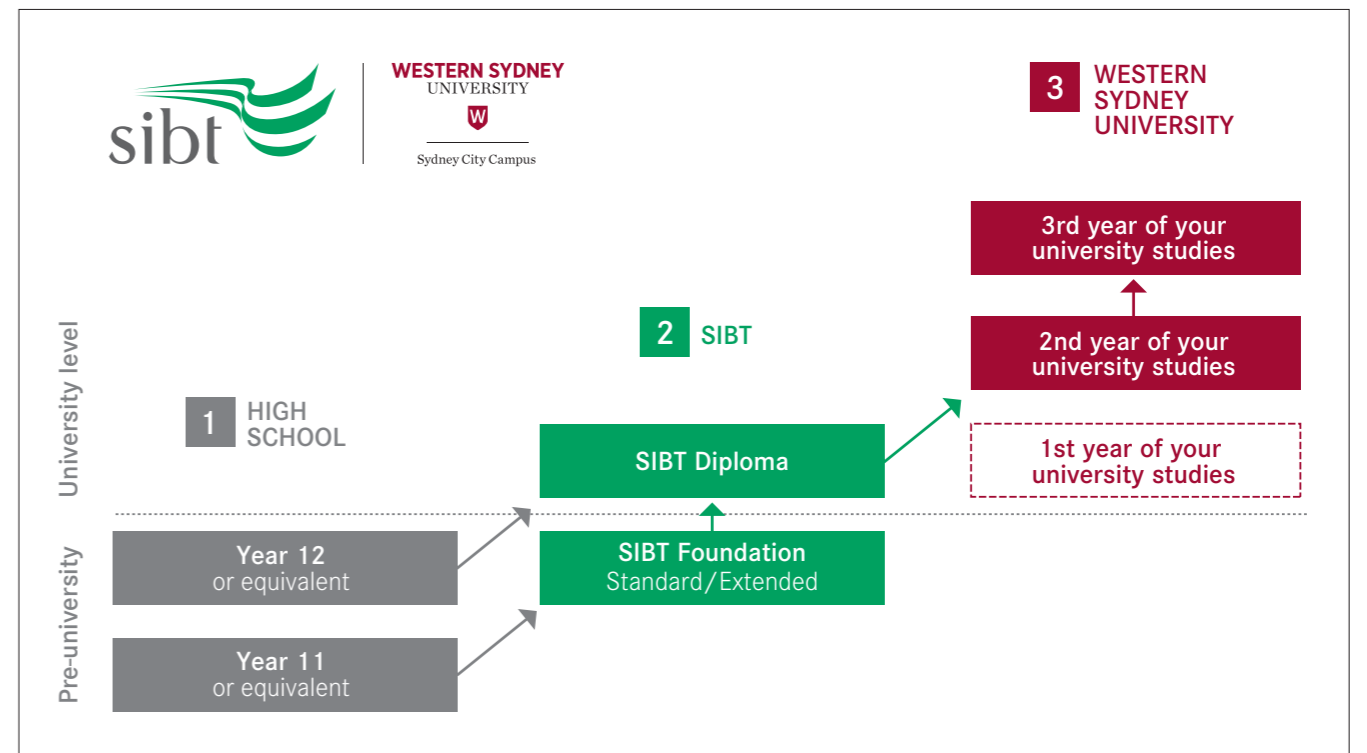 sibt
WESTERN SYDNEY
UNIVERSITY
W
Sydney City Campus
3
WESTERN
SYDNEY
UNIVERSITY
3rd year of your
university studies
2 SIBT
2nd year of your
university studies
University level
1
HIGH
SCHOOL
SIBT Diploma
1st year of your
university studies
Pre-university
Year 12
or equivalent
SIBT Foundation
Standard/Extended
Year 11
or equivalent